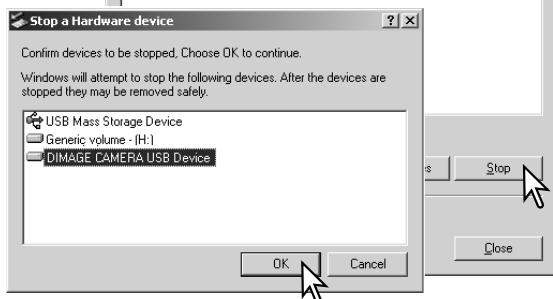 Stop a Hardware device
Confirm devices to be stopped, Choose OK to continue.
Windows will attempt to stop the following devices. After the devices are
stopped they may be removed safely.
USB Mass Storage Device
Generic volume - (H:)
DIMAGE CAMERA USB Device
OK
Cancel
Stop
Close